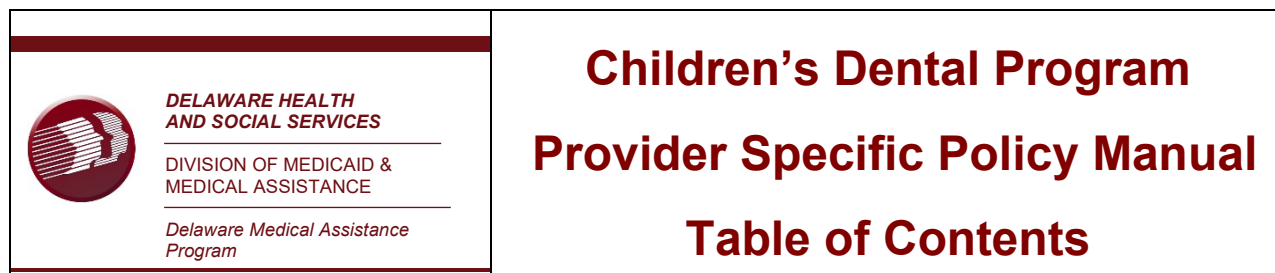 DELAWARE HEALTH
AND SOCIAL SERVICES
DIVISION OF MEDICAID &
MEDICAL ASSISTANCE
Delaware Medical Assistance
Program
Children’s Dental Program
Provider Specific Policy Manual
Table of Contents